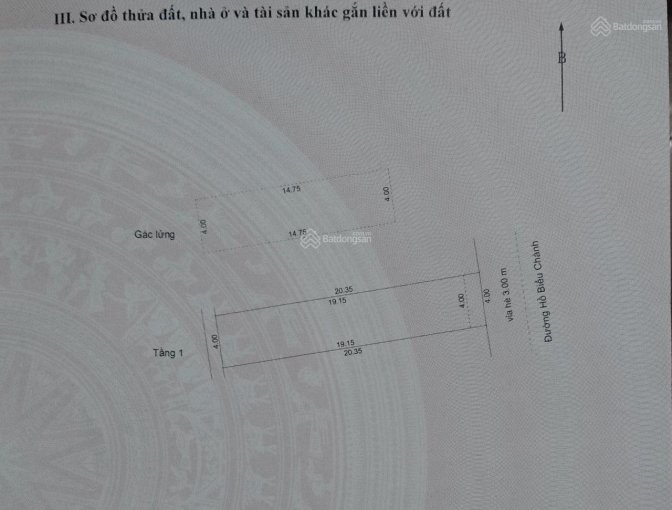 III. Sơ đồ thửa đất, nhà ở và tài sản khác gắn liền với đất
Batdongsan
B
14.75
4.00
4.00
Gác lửng
14.75
Batdongsan
20.35
19.15
4.00
4.00
vỉa hè 3.00 m
Đường Hồ Biểu Chánh
4.00
Tầng 1
19.15
20.35